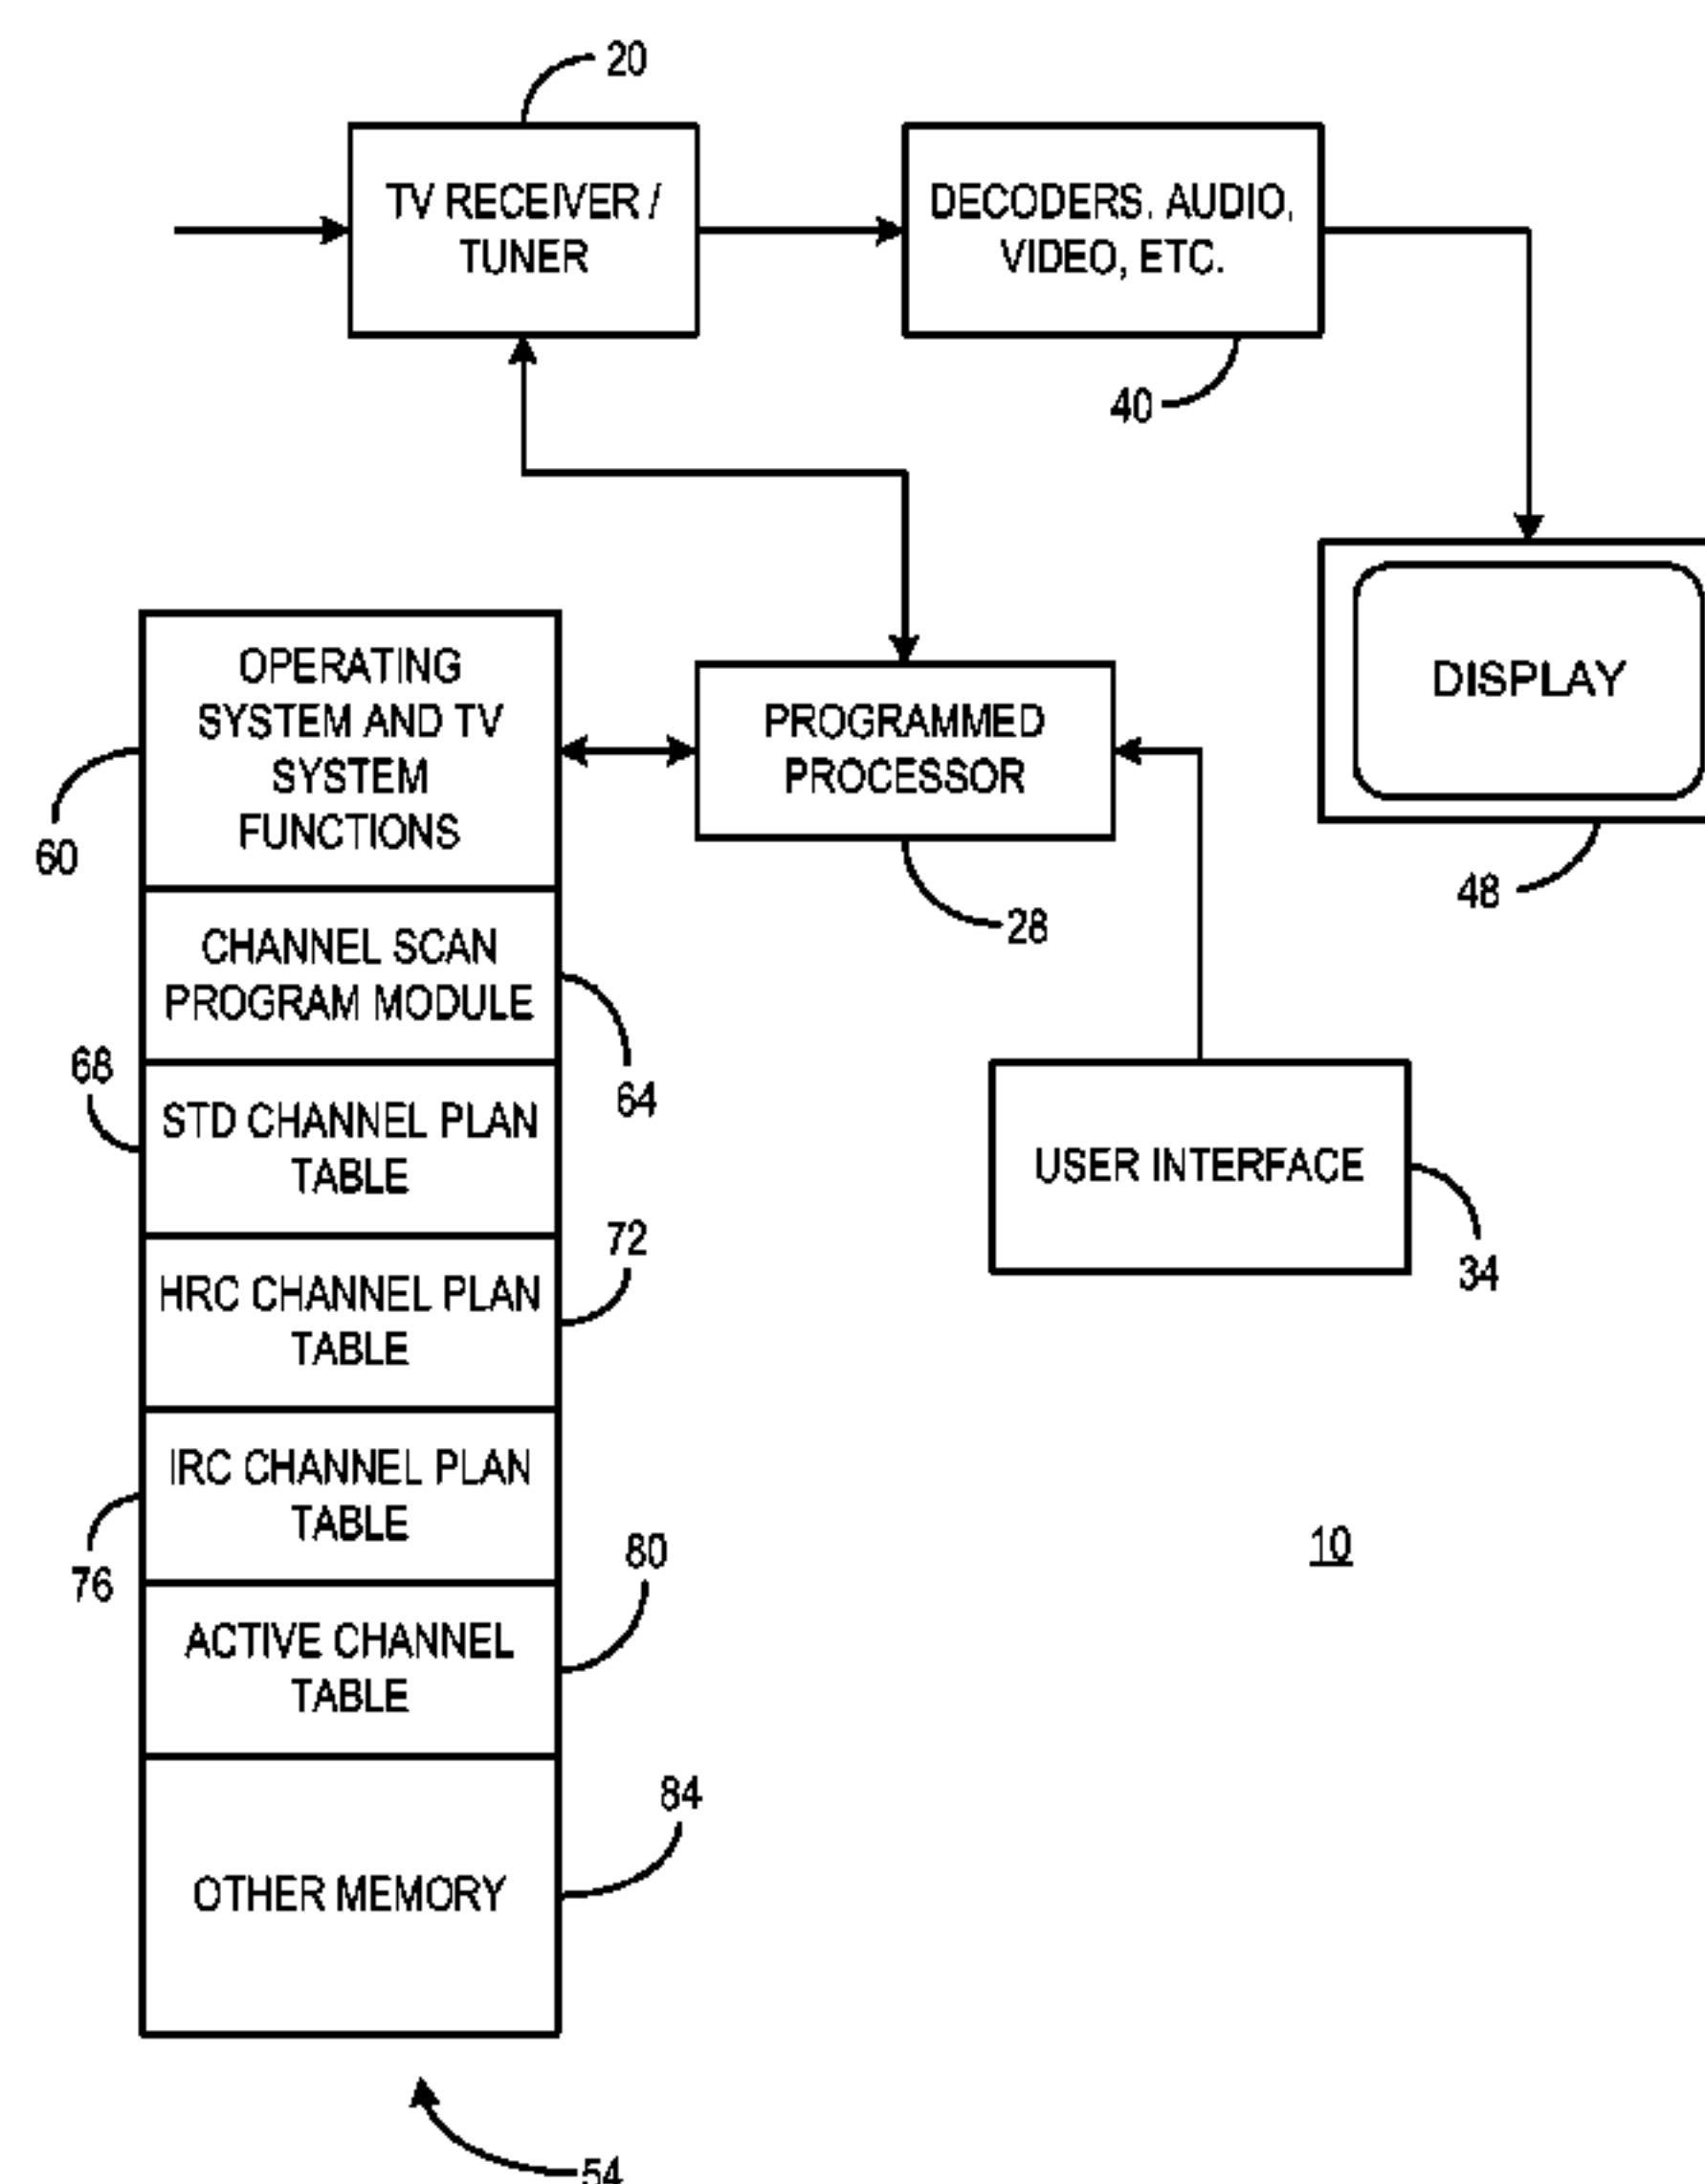 20
TV RECEIVER /
TUNER
DECODERS, AUDIO,
VIDEO, ETC.
40
OPERATING
SYSTEM AND TV
SYSTEM
FUNCTIONS
60
PROGRAMMED
PROCESSOR
28
DISPLAY
48
CHANNEL SCAN
PROGRAM MODULE
64
68
STD CHANNEL PLAN
TABLE
USER INTERFACE
34
72
HRC CHANNEL PLAN
TABLE
IRC CHANNEL PLAN
TABLE
76
10
80
ACTIVE CHANNEL
TABLE
84
OTHER MEMORY
54